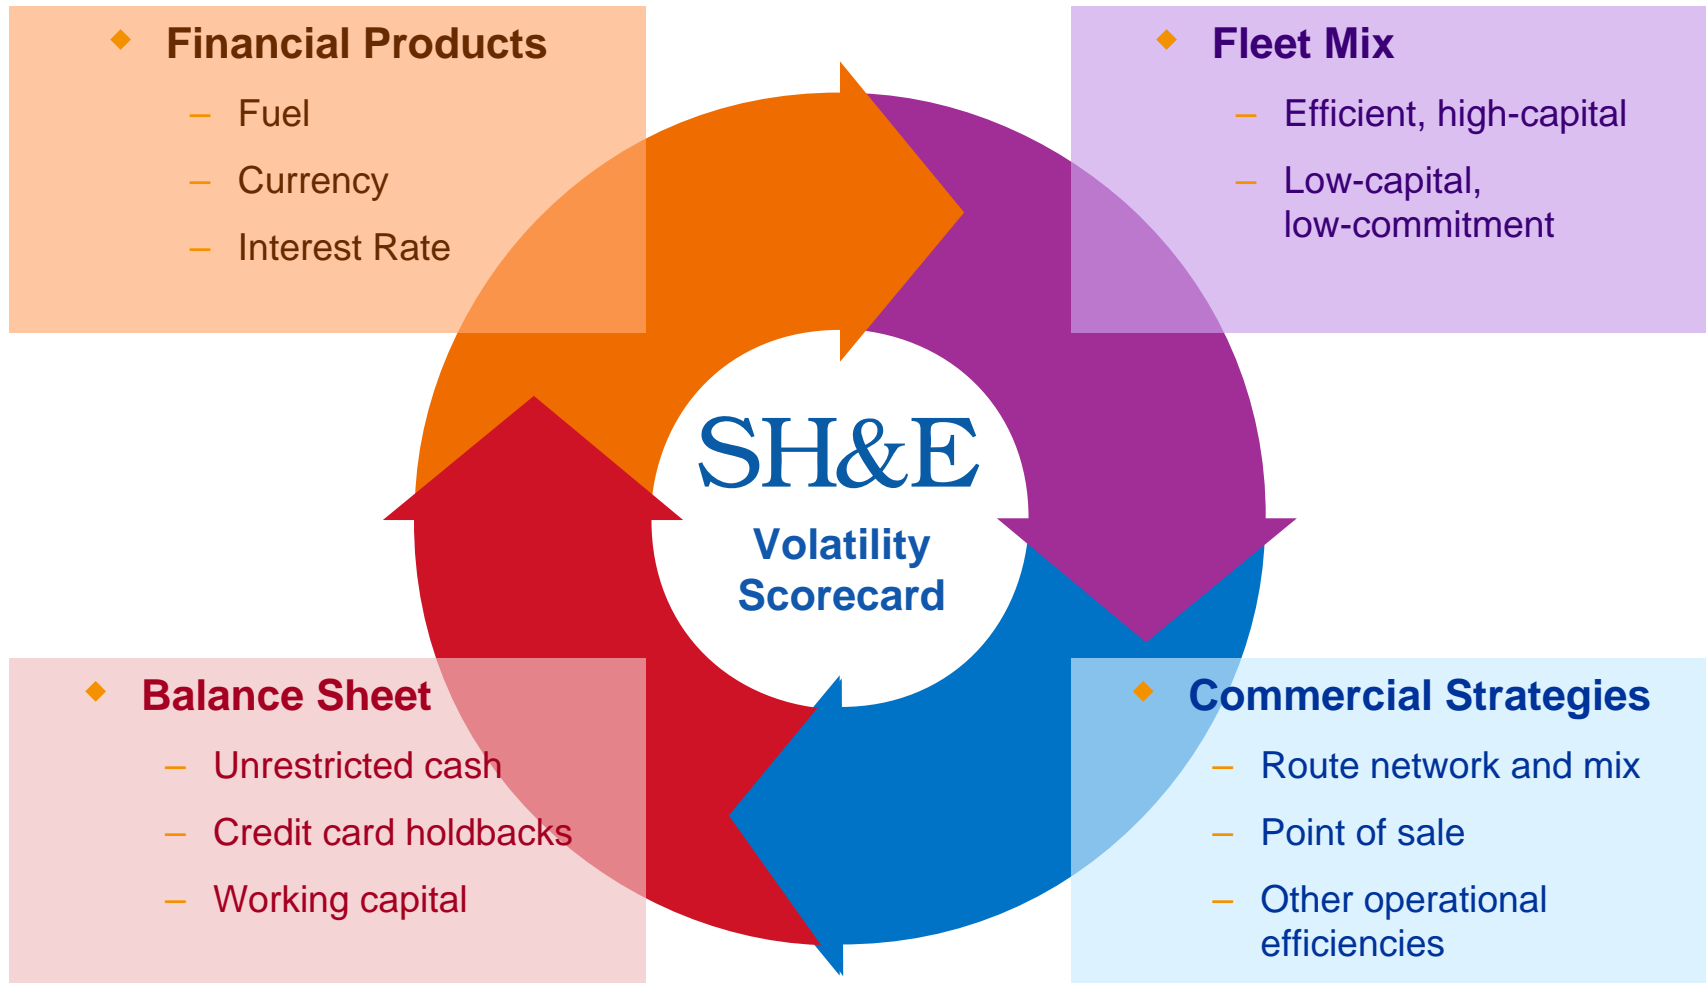 Financial Products
– Fuel
– Currency
– Interest Rate
Fleet Mix
– Efficient, high-capital
– Low-capital,
low-commitment
SH&E
Volatility
Scorecard
Balance Sheet
– Unrestricted cash
– Credit card holdbacks
– Working capital
Commercial Strategies
– Route network and mix
– Point of sale
– Other operational
efficiencies